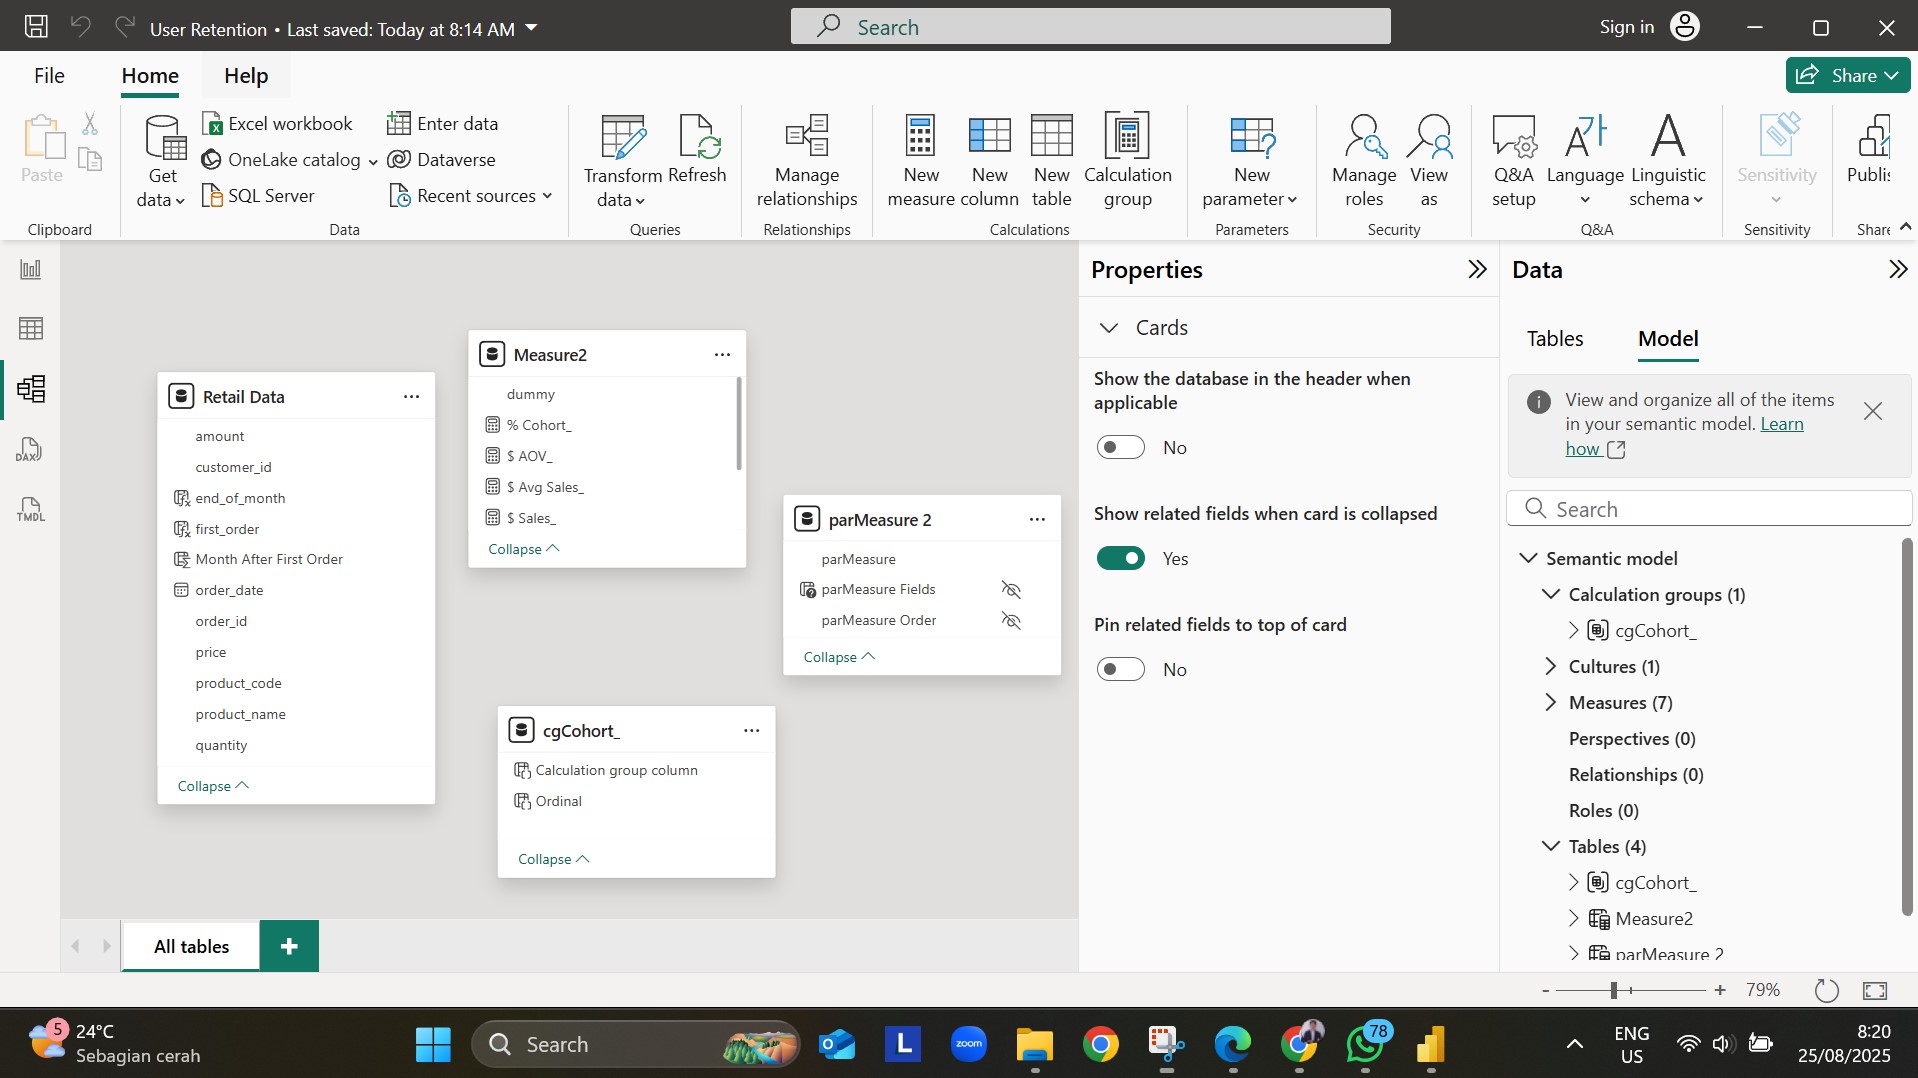 User Retention • Last saved: Today at 8:14 AM
Search
Sign in
File
Home
Help
Share
Paste
Clipboard
Get data
Excel workbook
OneLake catalog
SQL Server
Enter data
Dataverse
Recent sources
Data
Transform data
Refresh
Queries
Manage relationships
Relationships
New measure
New column
New table
Calculation group
Calculations
New parameter
Parameters
Manage roles
View as
Security
Q&A setup
Language
Linguistic schema
Q&A
Sensitivity
Sensitivity
Publis
Share
DAX
TMDL
Retail Data
amount
customer_id
end_of_month
first_order
Month After First Order
order_date
order_id
price
product_code
product_name
quantity
Collapse
Measure2
dummy
% Cohort_
$ AOV_
$ Avg Sales_
$ Sales_
Collapse
parMeasure 2
parMeasure
parMeasure Fields
parMeasure Order
Collapse
cgCohort_
Calculation group column
Ordinal
Collapse
All tables
Properties
Cards
Show the database in the header when
applicable
No
Show related fields when card is collapsed
Yes
Pin related fields to top of card
No
Data
Tables
Model
View and organize all of the items
in your semantic model. Learn
how
Search
Semantic model
Calculation groups (1)
cgCohort_
Cultures (1)
Measures (7)
Perspectives (0)
Relationships (0)
Roles (0)
Tables (4)
cgCohort_
Measure2
parMeasure 2
- + 79%
5
24°C
Sebagian cerah
Search
L
zoom
78
ENG
US
8:20
25/08/2025